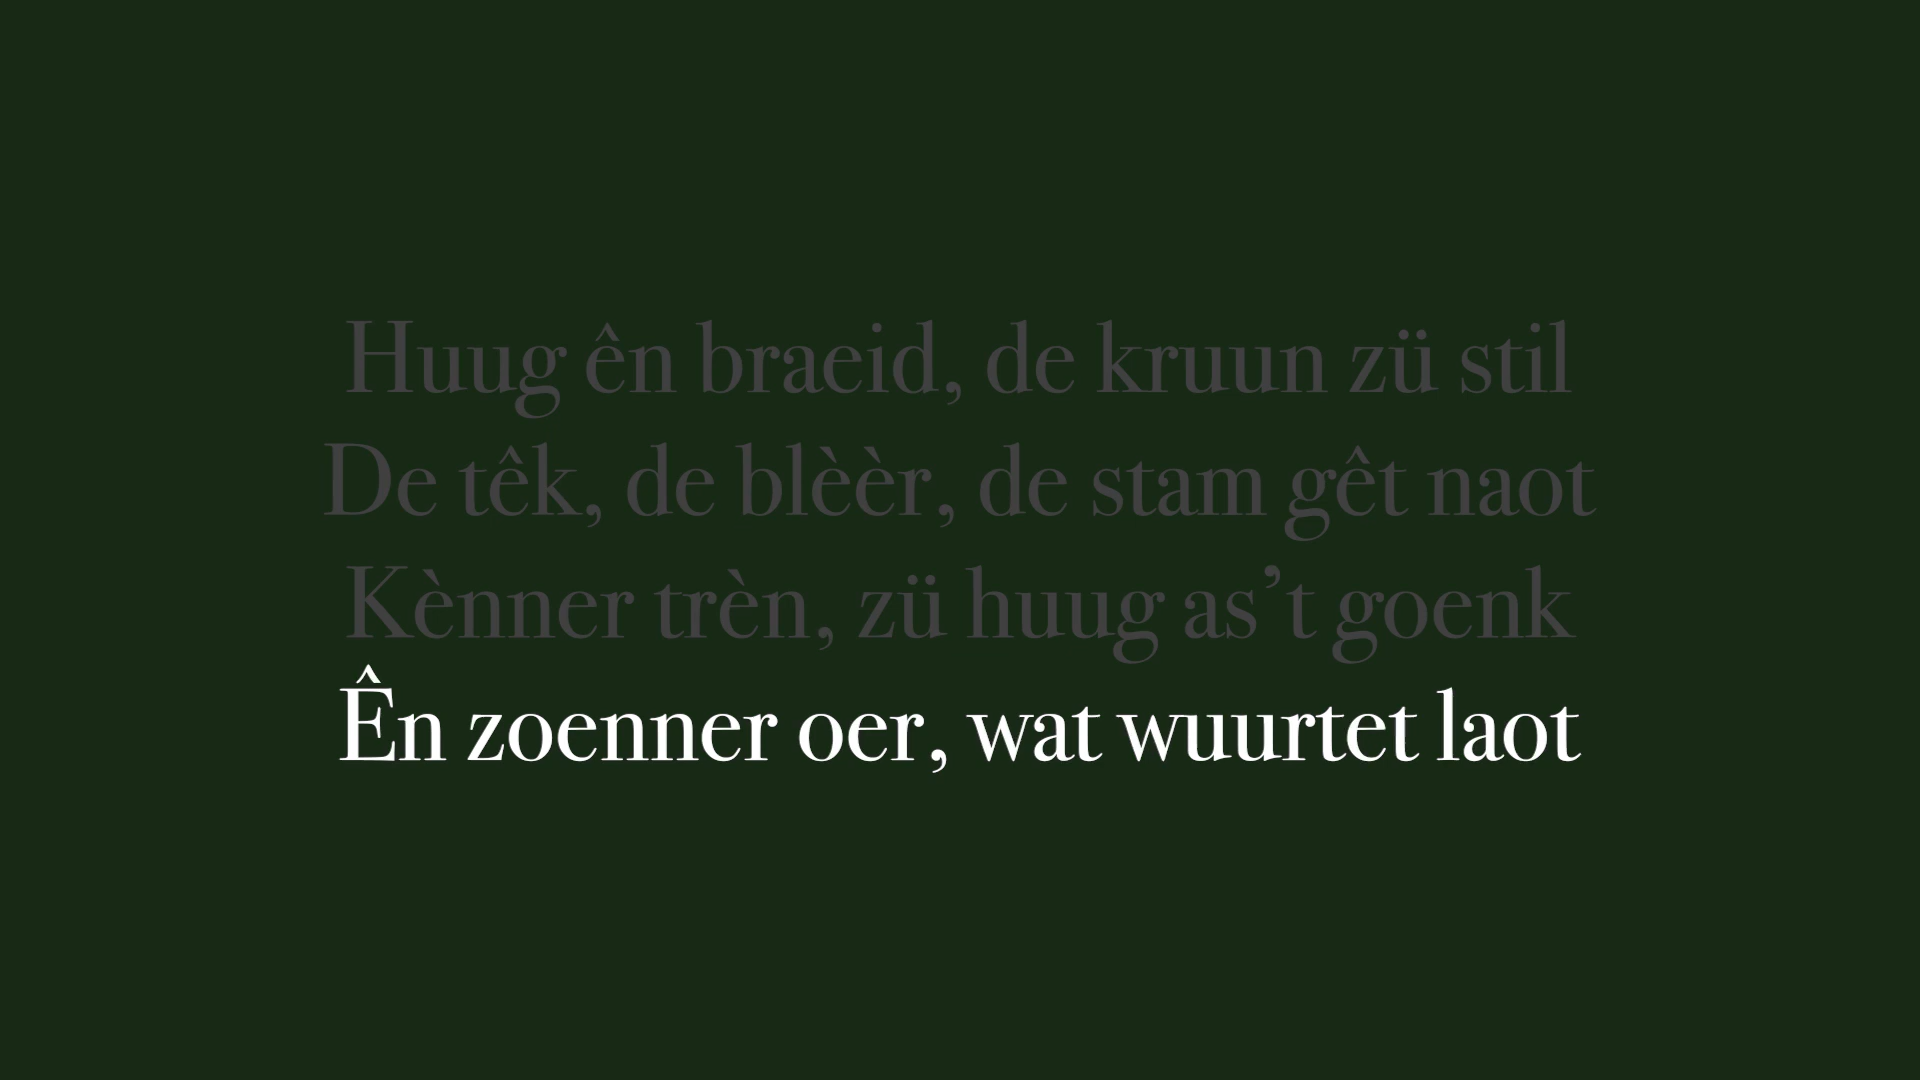 Huug ên braeid, de kruun zü stil
De têk, de blèèr, de stam gêt naot
Kènner trèn, zü huug as’t goenk
Ên zoenner oer, wat wuurtet laot